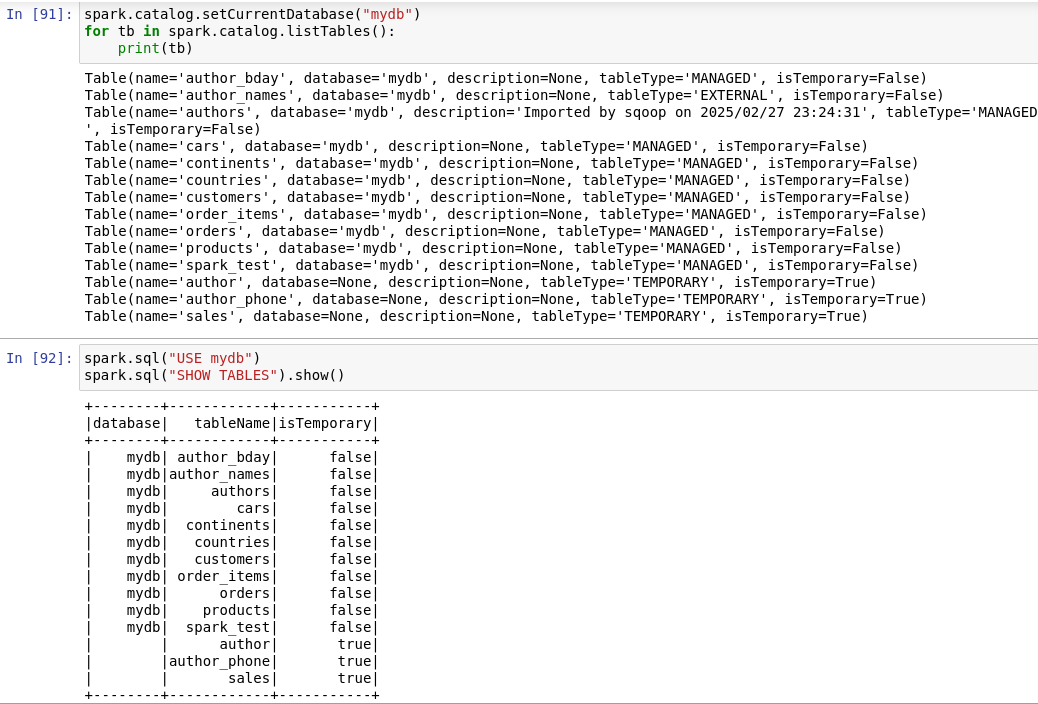 In [91]: spark.catalog.setCurrentDatabase("mydb")
for tb in spark.catalog.listTables():
    print(tb)
Table(name='author_bday', database='mydb', description=None, tableType='MANAGED', isTemporary=False)
Table(name='author_names', database='mydb', description=None, tableType='EXTERNAL', isTemporary=False)
Table(name='authors', database='mydb', description='Imported by sqoop on 2025/02/27 23:24:31', tableType='MANAGED
', isTemporary=False)
Table(name='cars', database='mydb', description=None, tableType='MANAGED', isTemporary=False)
Table(name='continents', database='mydb', description=None, tableType='MANAGED', isTemporary=False)
Table(name='countries', database='mydb', description=None, tableType='MANAGED', isTemporary=False)
Table(name='customers', database='mydb', description=None, tableType='MANAGED', isTemporary=False)
Table(name='order_items', database='mydb', description=None, tableType='MANAGED', isTemporary=False)
Table(name='orders', database='mydb', description=None, tableType='MANAGED', isTemporary=False)
Table(name='products', database='mydb', description=None, tableType='MANAGED', isTemporary=False)
Table(name='spark_test', database='mydb', description=None, tableType='MANAGED', isTemporary=False)
Table(name='author', database=None, description=None, tableType='TEMPORARY', isTemporary=True)
Table(name='author_phone', database=None, description=None, tableType='TEMPORARY', isTemporary=True)
Table(name='sales', database=None, description=None, tableType='TEMPORARY', isTemporary=True)
In [92]: spark.sql("USE mydb")
spark.sql("SHOW TABLES").show()
+--------+------------+-----------+
|database|   tableName|isTemporary|
+--------+------------+-----------+
|    mydb| author_bday|      false|
|    mydb|author_names|      false|
|    mydb|     authors|      false|
|    mydb|        cars|      false|
|    mydb|  continents|      false|
|    mydb|   countries|      false|
|    mydb|   customers|      false|
|    mydb| order_items|      false|
|    mydb|      orders|      false|
|    mydb|    products|      false|
|    mydb|  spark_test|      false|
|        |      author|       true|
|        |author_phone|       true|
|        |       sales|       true|
+--------+------------+-----------+